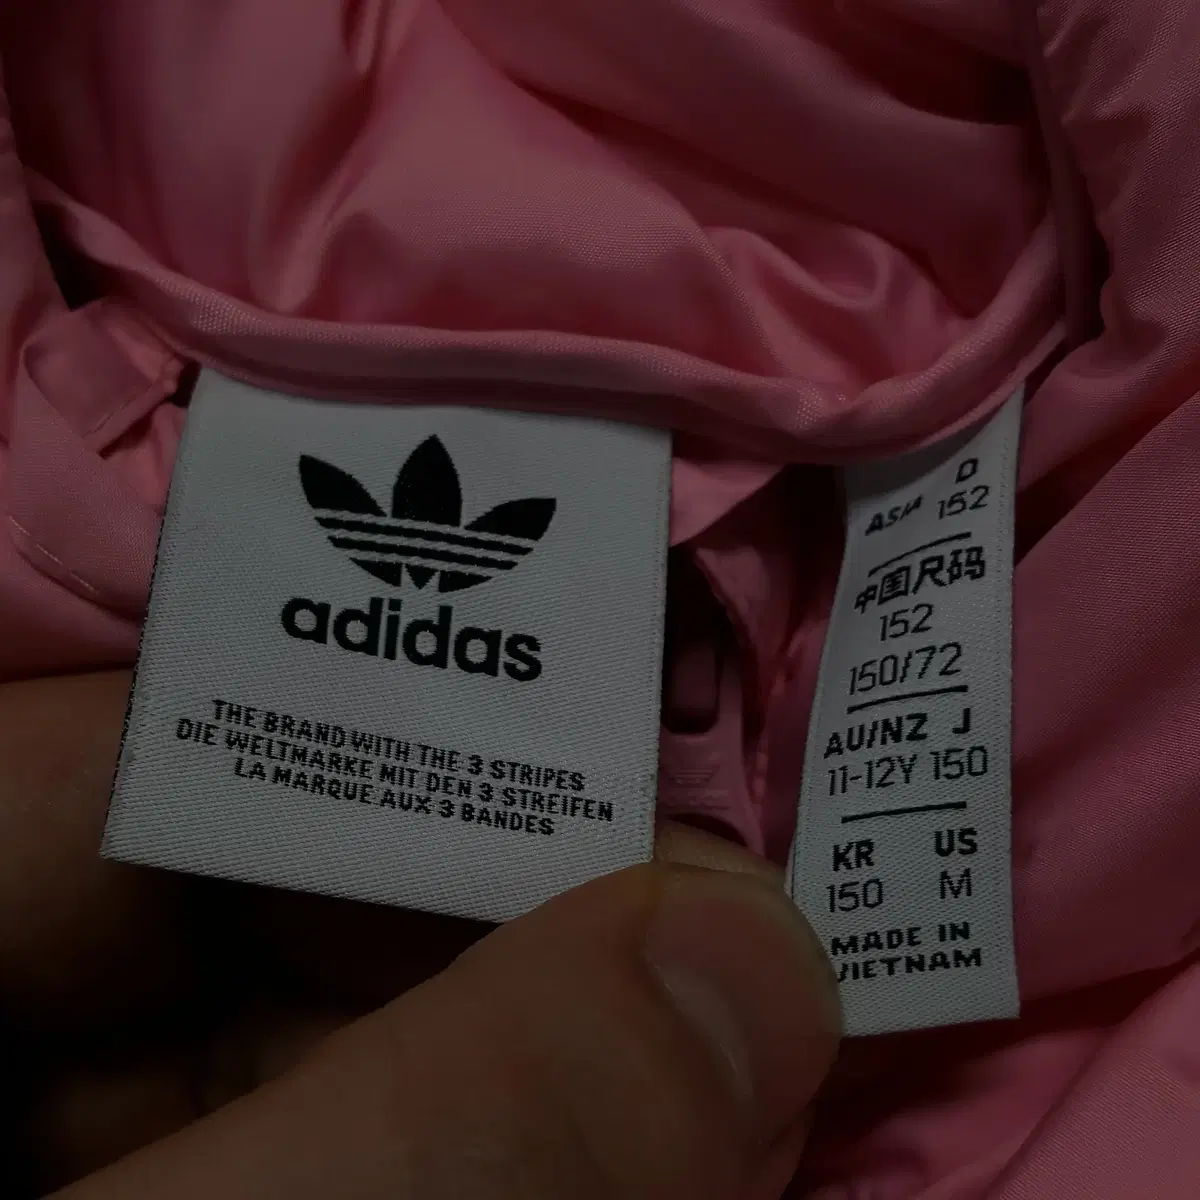 adidas
THE BRAND WITH THE 3 STRIPES
DIE WELTMARKE MIT DEN 3 STREIFEN
LA MARQUE AUX 3 BANDES
D
ASIA 152
中国尺码
152
150/72
AU/NZ J
11-12Y 150
KR US
150 M
MADE IN
VIETNAM